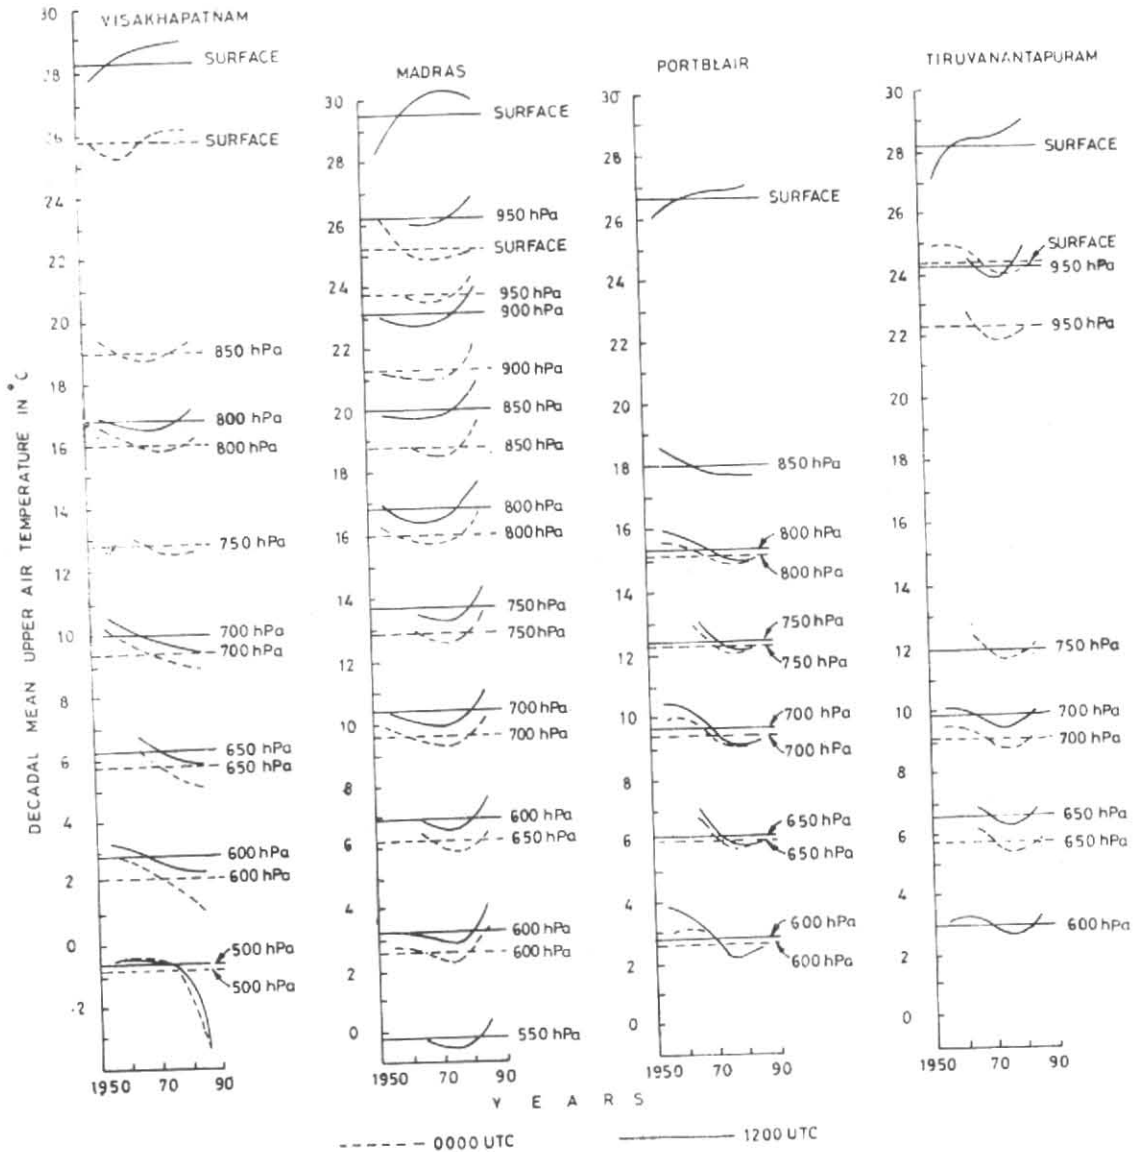 VISAKHAPATNAM
MADRAS
PORTBLAIR
TIRUVANANTAPURAM
DECADAL MEAN UPPER AIR TEMPERATURE IN °C
30
28
26
24
22
20
18
16
14
12
10
8
6
4
2
0
-2
SURFACE
SURFACE
850 hPa
800 hPa
800 hPa
750 hPa
700 hPa
700 hPa
650 hPa
650 hPa
600 hPa
600 hPa
500 hPa
500 hPa
1950 70 90
30
28
26
24
22
20
18
16
14
12
10
8
6
4
2
0
SURFACE
950 hPa
SURFACE
950 hPa
900 hPa
900 hPa
850 hPa
850 hPa
800 hPa
800 hPa
750 hPa
750 hPa
700 hPa
700 hPa
600 hPa
650 hPa
600 hPa
600 hPa
550 hPa
1950 70 90
30
28
26
24
22
20
18
16
14
12
10
8
6
4
2
0
SURFACE
850 hPa
800 hPa
800 hPa
750 hPa
750 hPa
700 hPa
700 hPa
650 hPa
650 hPa
600 hPa
600 hPa
1950 70 90
30
28
26
24
22
20
18
16
14
12
10
8
6
4
2
0
SURFACE
SURFACE
950 hPa
950 hPa
750 hPa
700 hPa
700 hPa
650 hPa
650 hPa
600 hPa
1950 70 90
YEARS
0000 UTC
1200 UTC